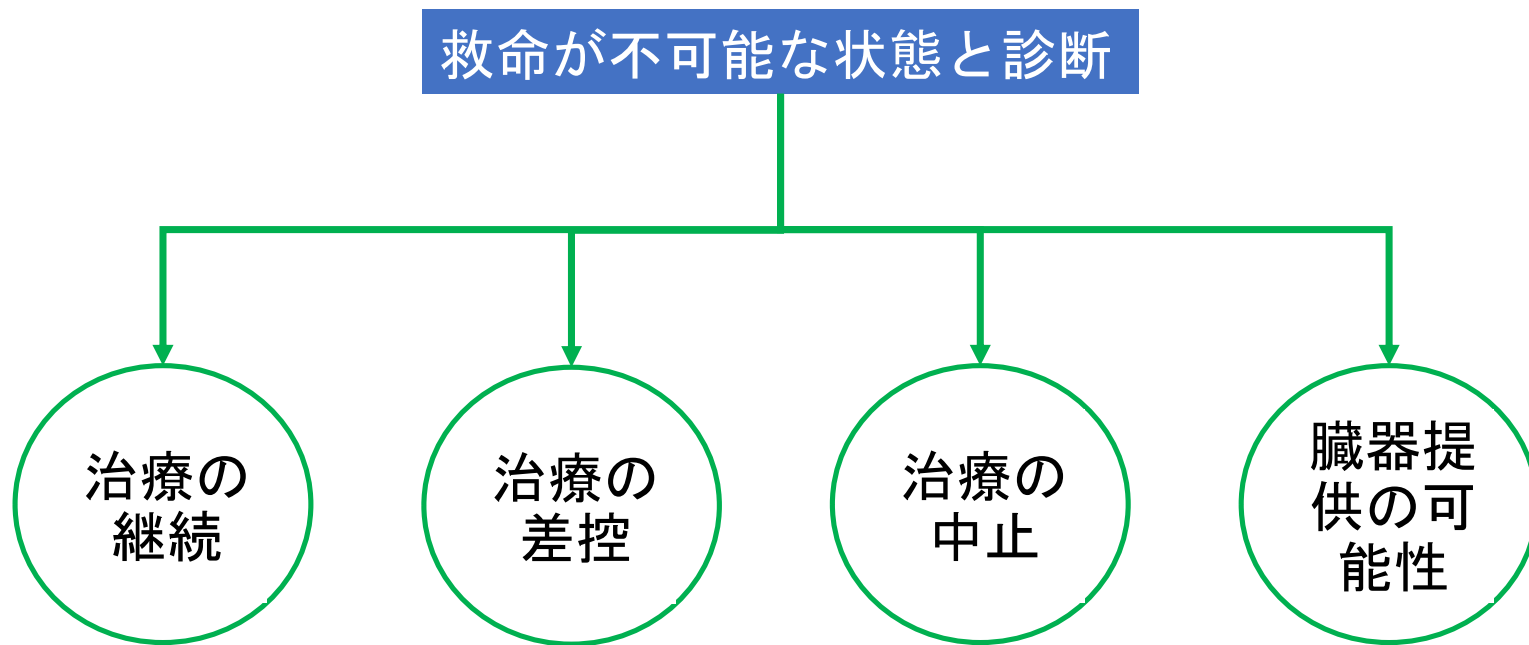 救命が不可能な状態と診断
治療の
継続
治療の
差控
治療の
中止
臓器提
供の可
能性